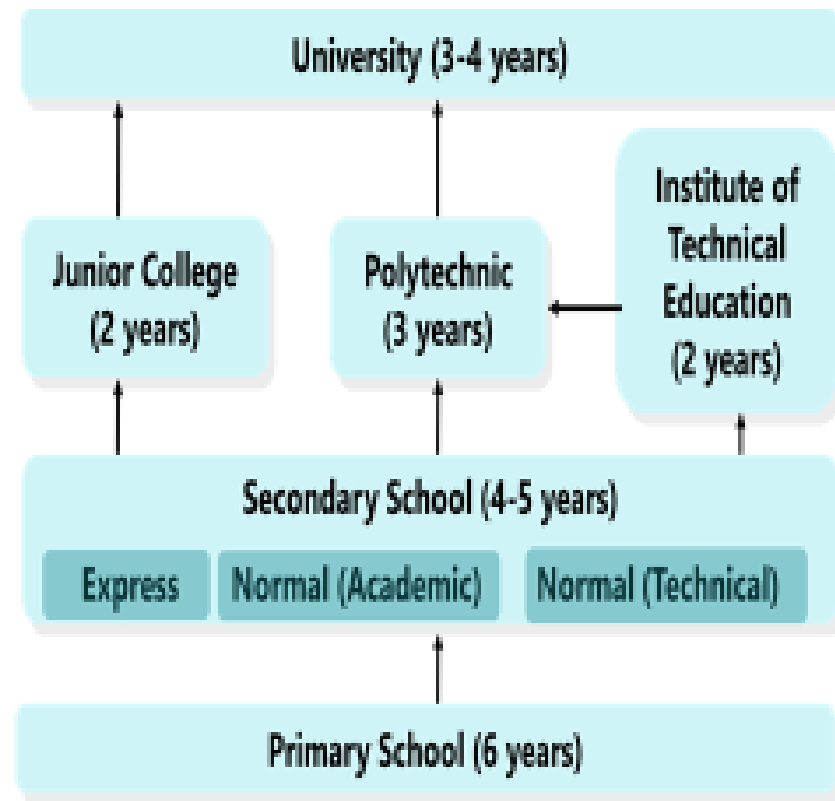 University (3-4 years)
Junior College
(2 years)
Polytechnic
(3 years)
Institute of
Technical
Education
(2 years)
Secondary School (4-5 years)
Express
Normal (Academic)
Normal (Technical)
Primary School (6 years)